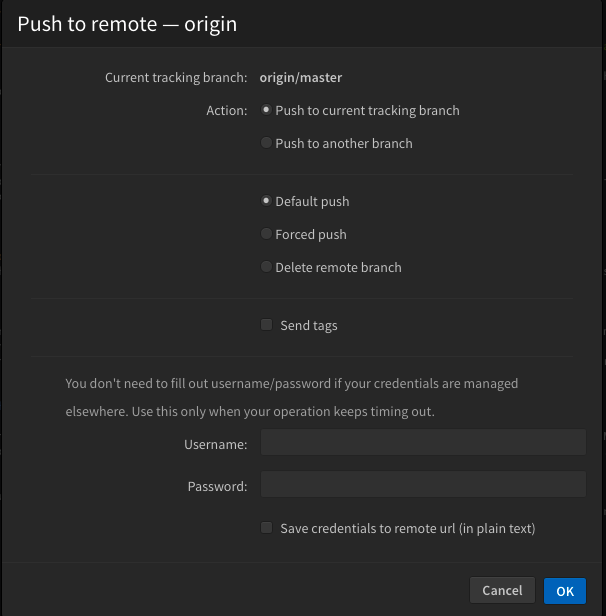 Push to remote — origin
Current tracking branch: origin/master
Action: Push to current tracking branch
Push to another branch
Default push
Forced push
Delete remote branch
Send tags
You don't need to fill out username/password if your credentials are managed
elsewhere. Use this only when your operation keeps timing out.
Username:
Password:
Save credentials to remote url (in plain text)
Cancel OK